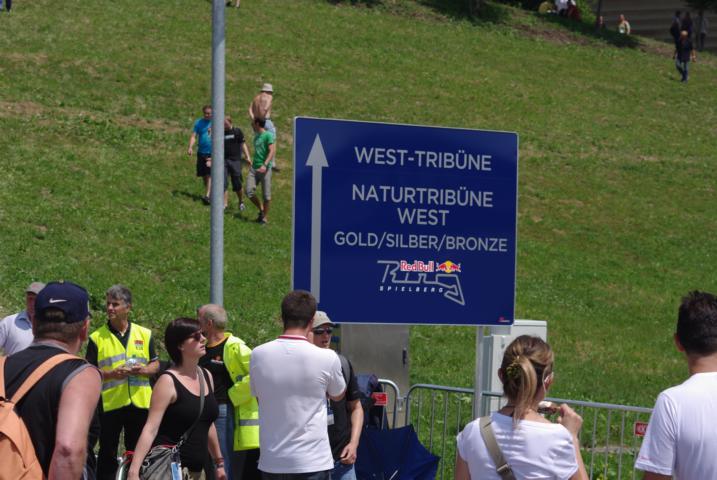 WEST-TRIBÜNE
NATURTRIBÜNE
WEST
GOLD/SILBER/BRONZE
Red Bull
Ring
SPIELBERG